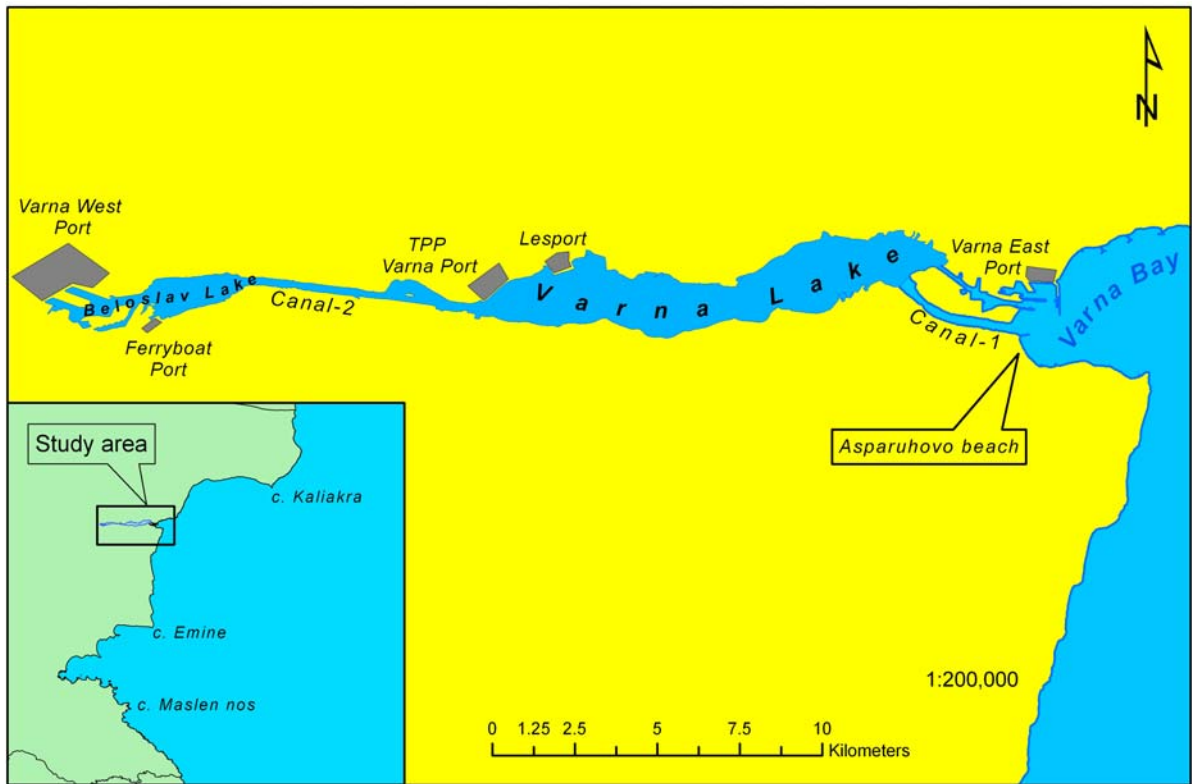 N
Varna West
Port
Beloslav Lake
Canal-2
Ferryboat
Port
TPP
Varna Port
Lesport
Varna Lake
Varna East
Port
Varna Bay
Canal-1
Asparuhovo beach
Study area
c. Kaliakra
c. Emine
c. Maslen nos
1:200,000
0 1.25 2.5 5 7.5 10
Kilometers